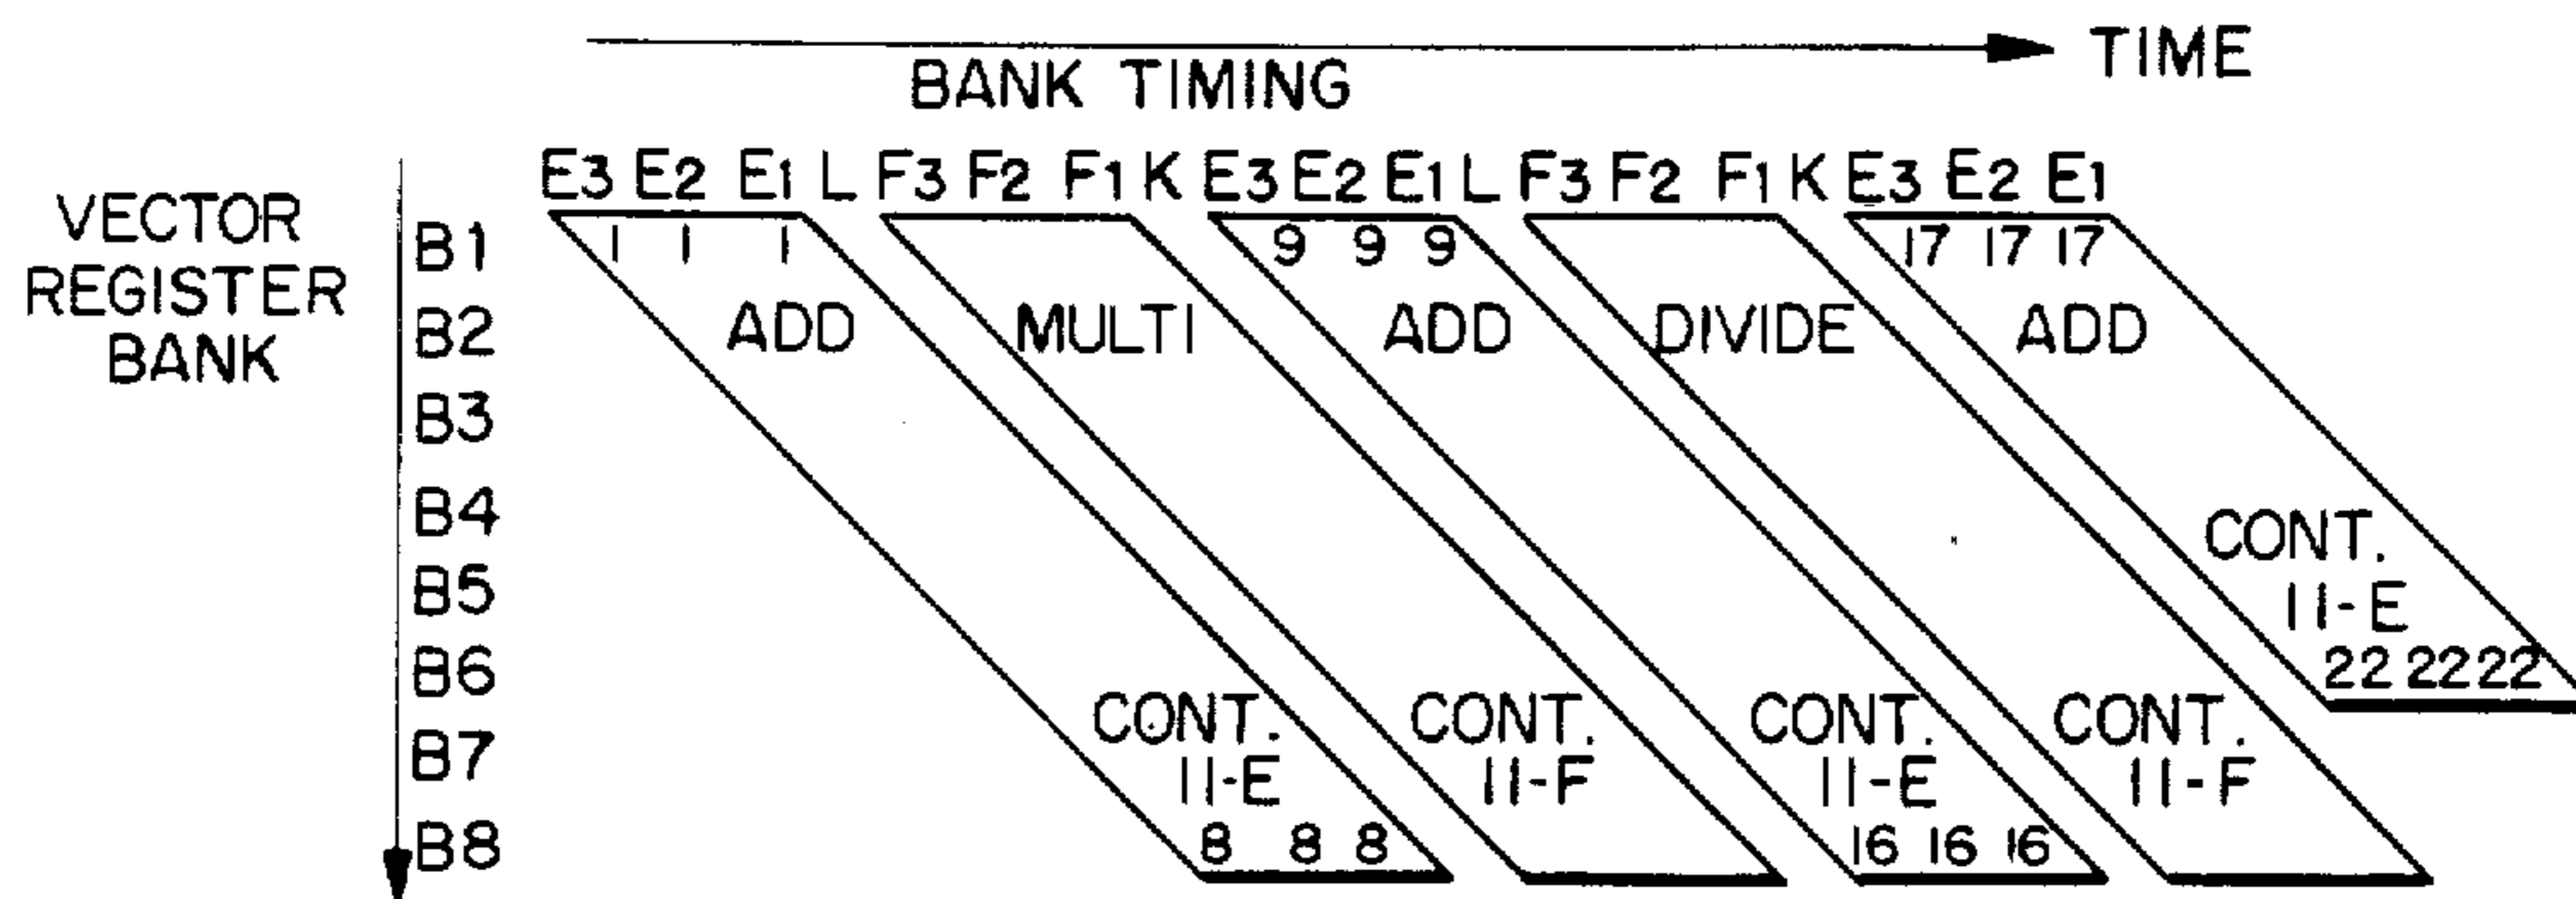 TIME
BANK TIMING
E3 E2 E1 L F3 F2 F1 K E3 E2 E1 L F3 F2 F1 K E3 E2 E1
VECTOR
REGISTER
BANK
B1 1 1 1 9 9 9 17 17 17
B2 ADD MULTI ADD DIVIDE ADD
B3
B4 CONT.
B5 11-E
B6 22 22 22
CONT. CONT. CONT. CONT.
B7 11-E 11-F 11-E 11-F
B8 8 8 8 16 16 16